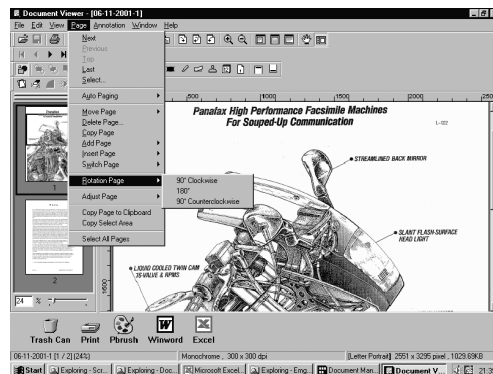 Document Viewer - [06-11-2001-1]
File Edit View Page Annotation Window Help
Next
Previous
Top
Last
Select...
Auto Paging
Move Page
Delete Page...
Copy Page
Add Page
Insert Page
Switch Page
Rotation Page
90° Clockwise
180°
90° Counterclockwise
Adjust Page
Copy Page to Clipboard
Copy Select Area
Select All Pages
500 1000 1500 2000 250
Panafax High Performance Facsimile Machines
For Souped-Up Communication
STREAMLINED BACK MIRROR
SLANT FLASH-SURFACE
HEAD LIGHT
LIQUID COOLED TWIN CAM
16-VALVE & RPMS
1
2
24 %
Trash Can Print Pbrush Winword Excel
06-11-2001-1 [1 / 2] (24%) Monochrome , 300 x 300 dpi [Letter Portrait] 2551 x 3295 pixel , 1029.69KB
Start Exploring - Scr... Exploring - Doc... Microsoft Excel... Exploring - Emg... Document Man... Document V...